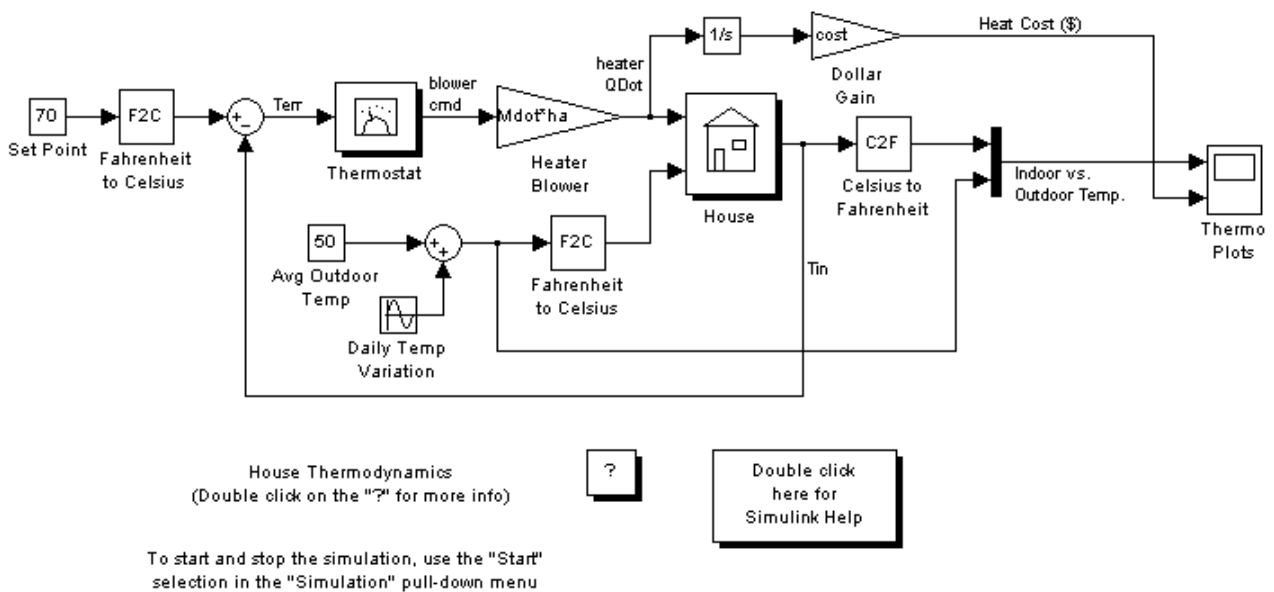 1/s
cost
Heat Cost ($)
heater
QDot
Dollar
Gain
70
Set Point
F2C
Fahrenheit
to Celsius
+
−
Terr
Thermostat
blower
cmd
Mdot*ha
Heater
Blower
House
C2F
Celsius to
Fahrenheit
Indoor vs.
Outdoor Temp.
Thermo
Plots
50
Avg Outdoor
Temp
+
+
F2C
Fahrenheit
to Celsius
Tin
Daily Temp
Variation
House Thermodynamics
(Double click on the "?" for more info)
?
Double click
here for
Simulink Help
To start and stop the simulation, use the "Start"
selection in the "Simulation" pull-down menu